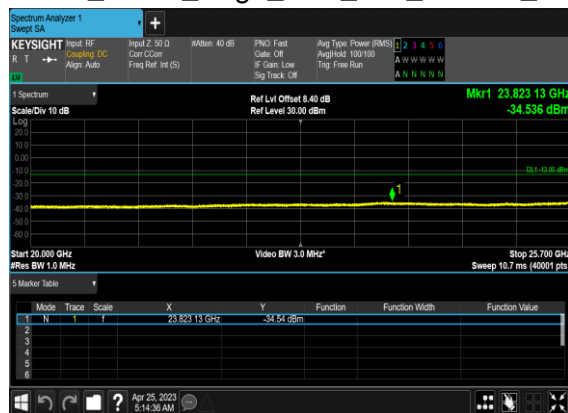 Spectrum Analyzer 1
Swept SA
+
KEYSIGHT Input: RF Input Z: 50 Ω #Atten: 40 dB PNO: Fast Avg Type: Power (RMS) 1 2 3 4 5 6
R T Coupling: DC Corr CCorr Gate: Off Avg|Hold: 100/100 A W W W W W
Align: Auto Freq Ref: Int (S) IF Gain: Low Trig: Free Run
Sig Track: Off A N N N N N
1 Spectrum Ref Lvl Offset 8.40 dB Mkr1 23.823 13 GHz
Scale/Div 10 dB Ref Level 30.00 dBm -34.536 dBm
Log
20.0
10.0
0.00
-10.0
DL1 -13.00 dBm
-20.0
1
-30.0
-40.0
-50.0
-60.0
Start 20.000 GHz Video BW 3.0 MHz* Stop 25.700 GHz
#Res BW 1.0 MHz Sweep 10.7 ms (40001 pts)
5 Marker Table
Mode Trace Scale X Y Function Function Width Function Value
1 N 1 f 23.823 13 GHz -34.54 dBm
2
3
4
5
6
? Apr 25, 2023
5:14:36 AM